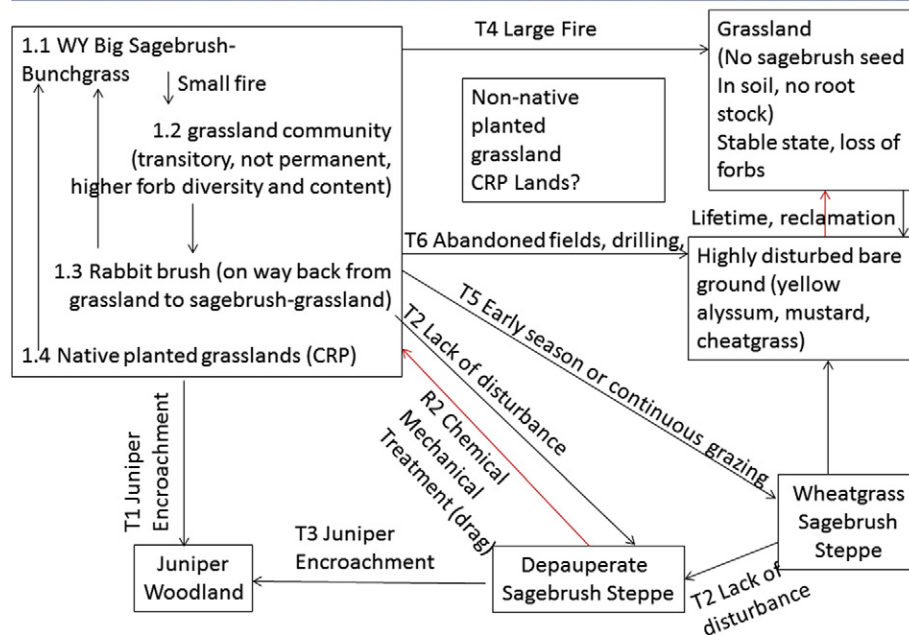 1.1 WY Big Sagebrush-
Bunchgrass
Small fire
1.2 grassland community
(transitory, not permanent,
higher forb diversity and content)
1.3 Rabbit brush (on way back from
grassland to sagebrush-grassland)
1.4 Native planted grasslands (CRP)
T4 Large Fire
Non-native
planted
grassland
CRP Lands?
Grassland
(No sagebrush seed
In soil, no root
stock)
Stable state, loss of
forbs
Lifetime, reclamation
T6 Abandoned fields, drilling,
Highly disturbed bare
ground (yellow
alyssum, mustard,
cheatgrass)
T5 Early season or continuous grazing
T2 Lack of disturbance
R2 Chemical
Mechanical
Treatment (drag)
T1 Juniper
Encroachment
T3 Juniper
Encroachment
Juniper
Woodland
Depauperate
Sagebrush Steppe
T2 Lack of
disturbance
Wheatgrass
Sagebrush
Steppe